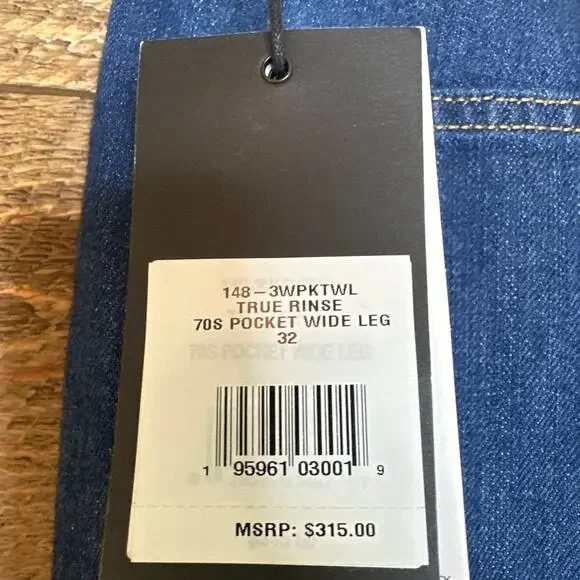 148-3WPKTWL
TRUE RINSE
70S POCKET WIDE LEG
32
1 95961 03001 9
MSRP: $315.00